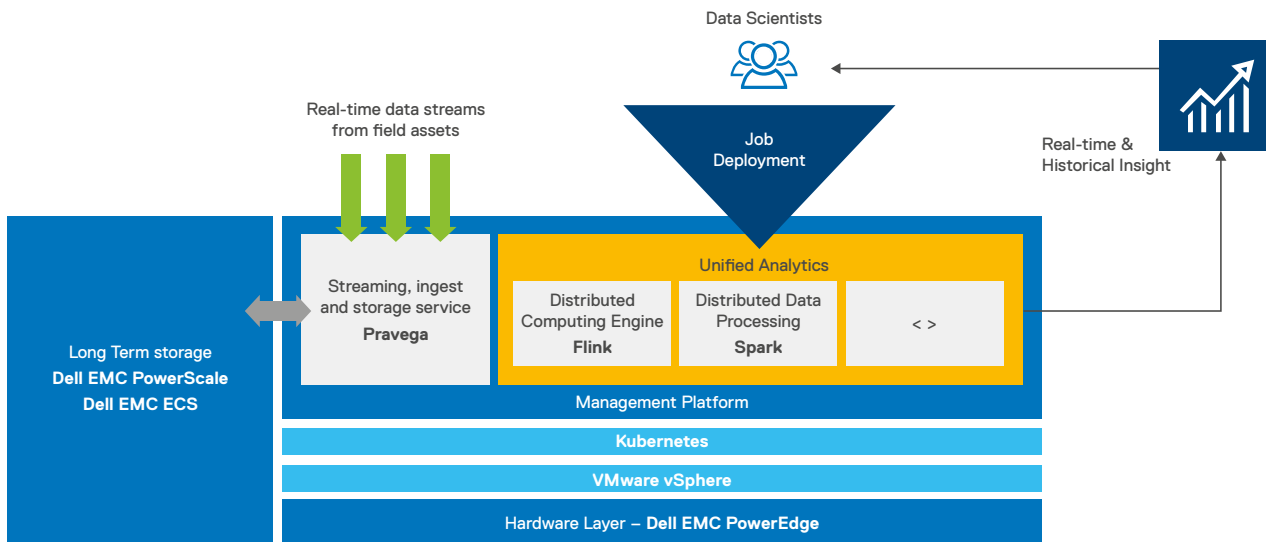 Data Scientists
Real-time data streams
from field assets
Job
Deployment
Real-time &
Historical Insight
Unified Analytics
Streaming, ingest
and storage service
Pravega
Distributed
Computing Engine
Flink
Distributed Data
Processing
Spark
< >
Long Term storage
Dell EMC PowerScale
Dell EMC ECS
Management Platform
Kubernetes
VMware vSphere
Hardware Layer – Dell EMC PowerEdge